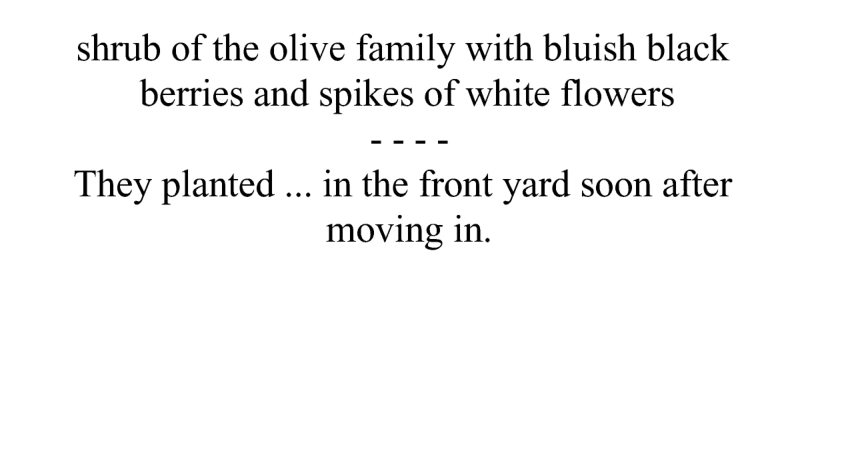 shrub of the olive family with bluish black
berries and spikes of white flowers
- - - -
They planted ... in the front yard soon after
moving in.